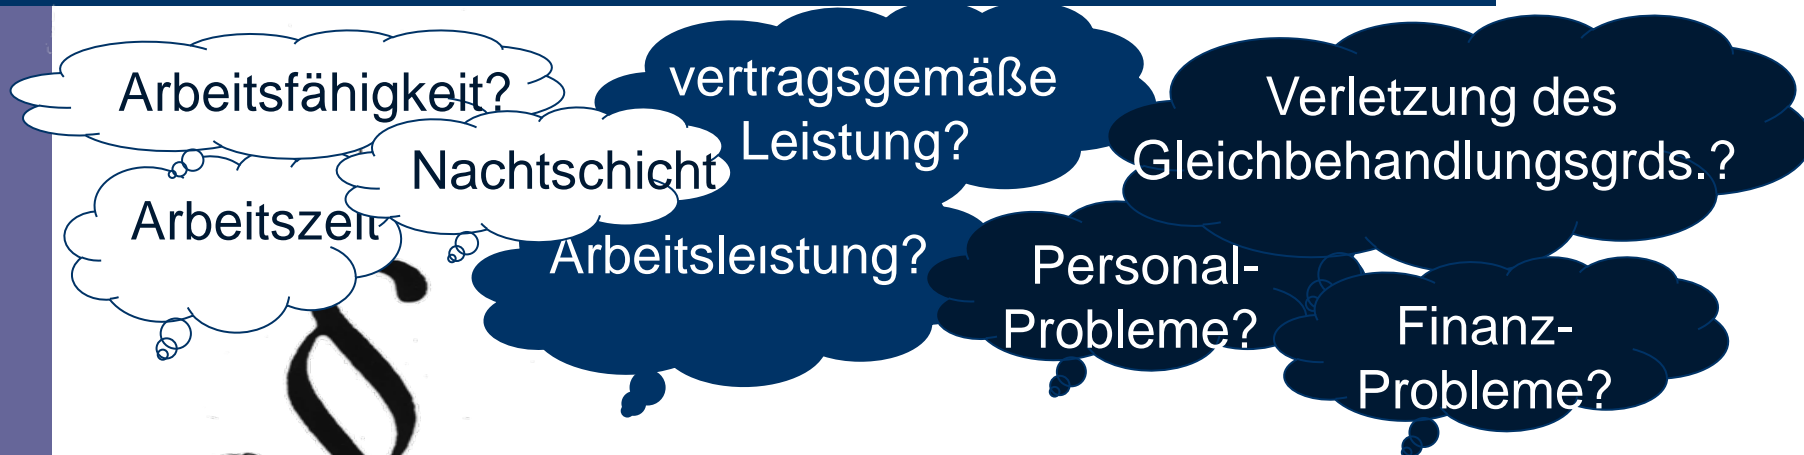 Arbeitsfähigkeit?
Nachtschicht
Arbeitszeit
vertragsgemäße
Leistung?
Arbeitsleistung?
Verletzung des
Gleichbehandlungsgrds.?
Personal-
Probleme?
Finanz-
Probleme?